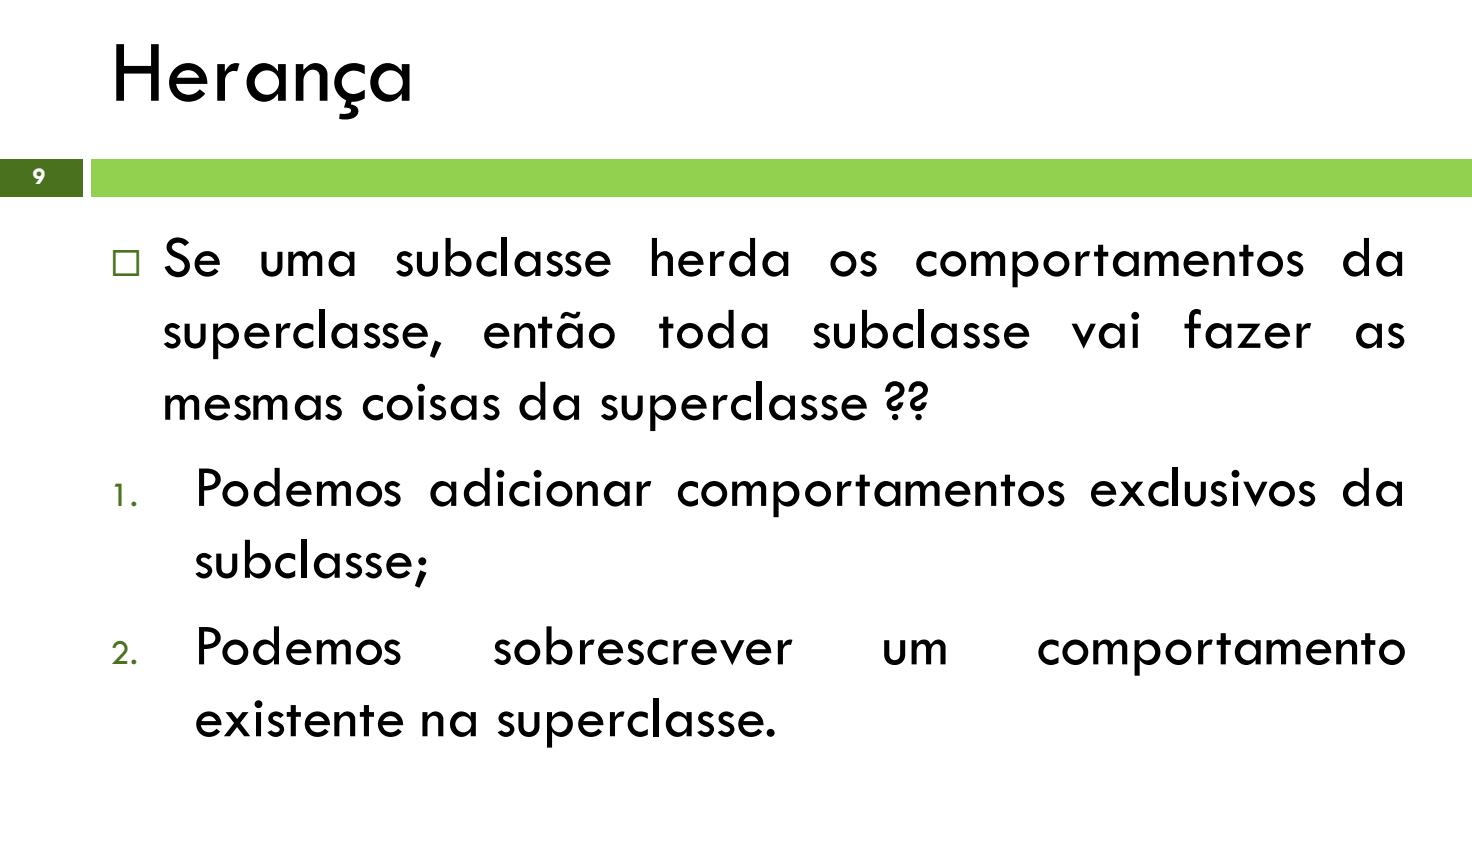 Herança
9
Se uma subclasse herda os comportamentos da
superclasse, então toda subclasse vai fazer as
mesmas coisas da superclasse ??
1. Podemos adicionar comportamentos exclusivos da
subclasse;
2. Podemos sobrescrever um comportamento
existente na superclasse.